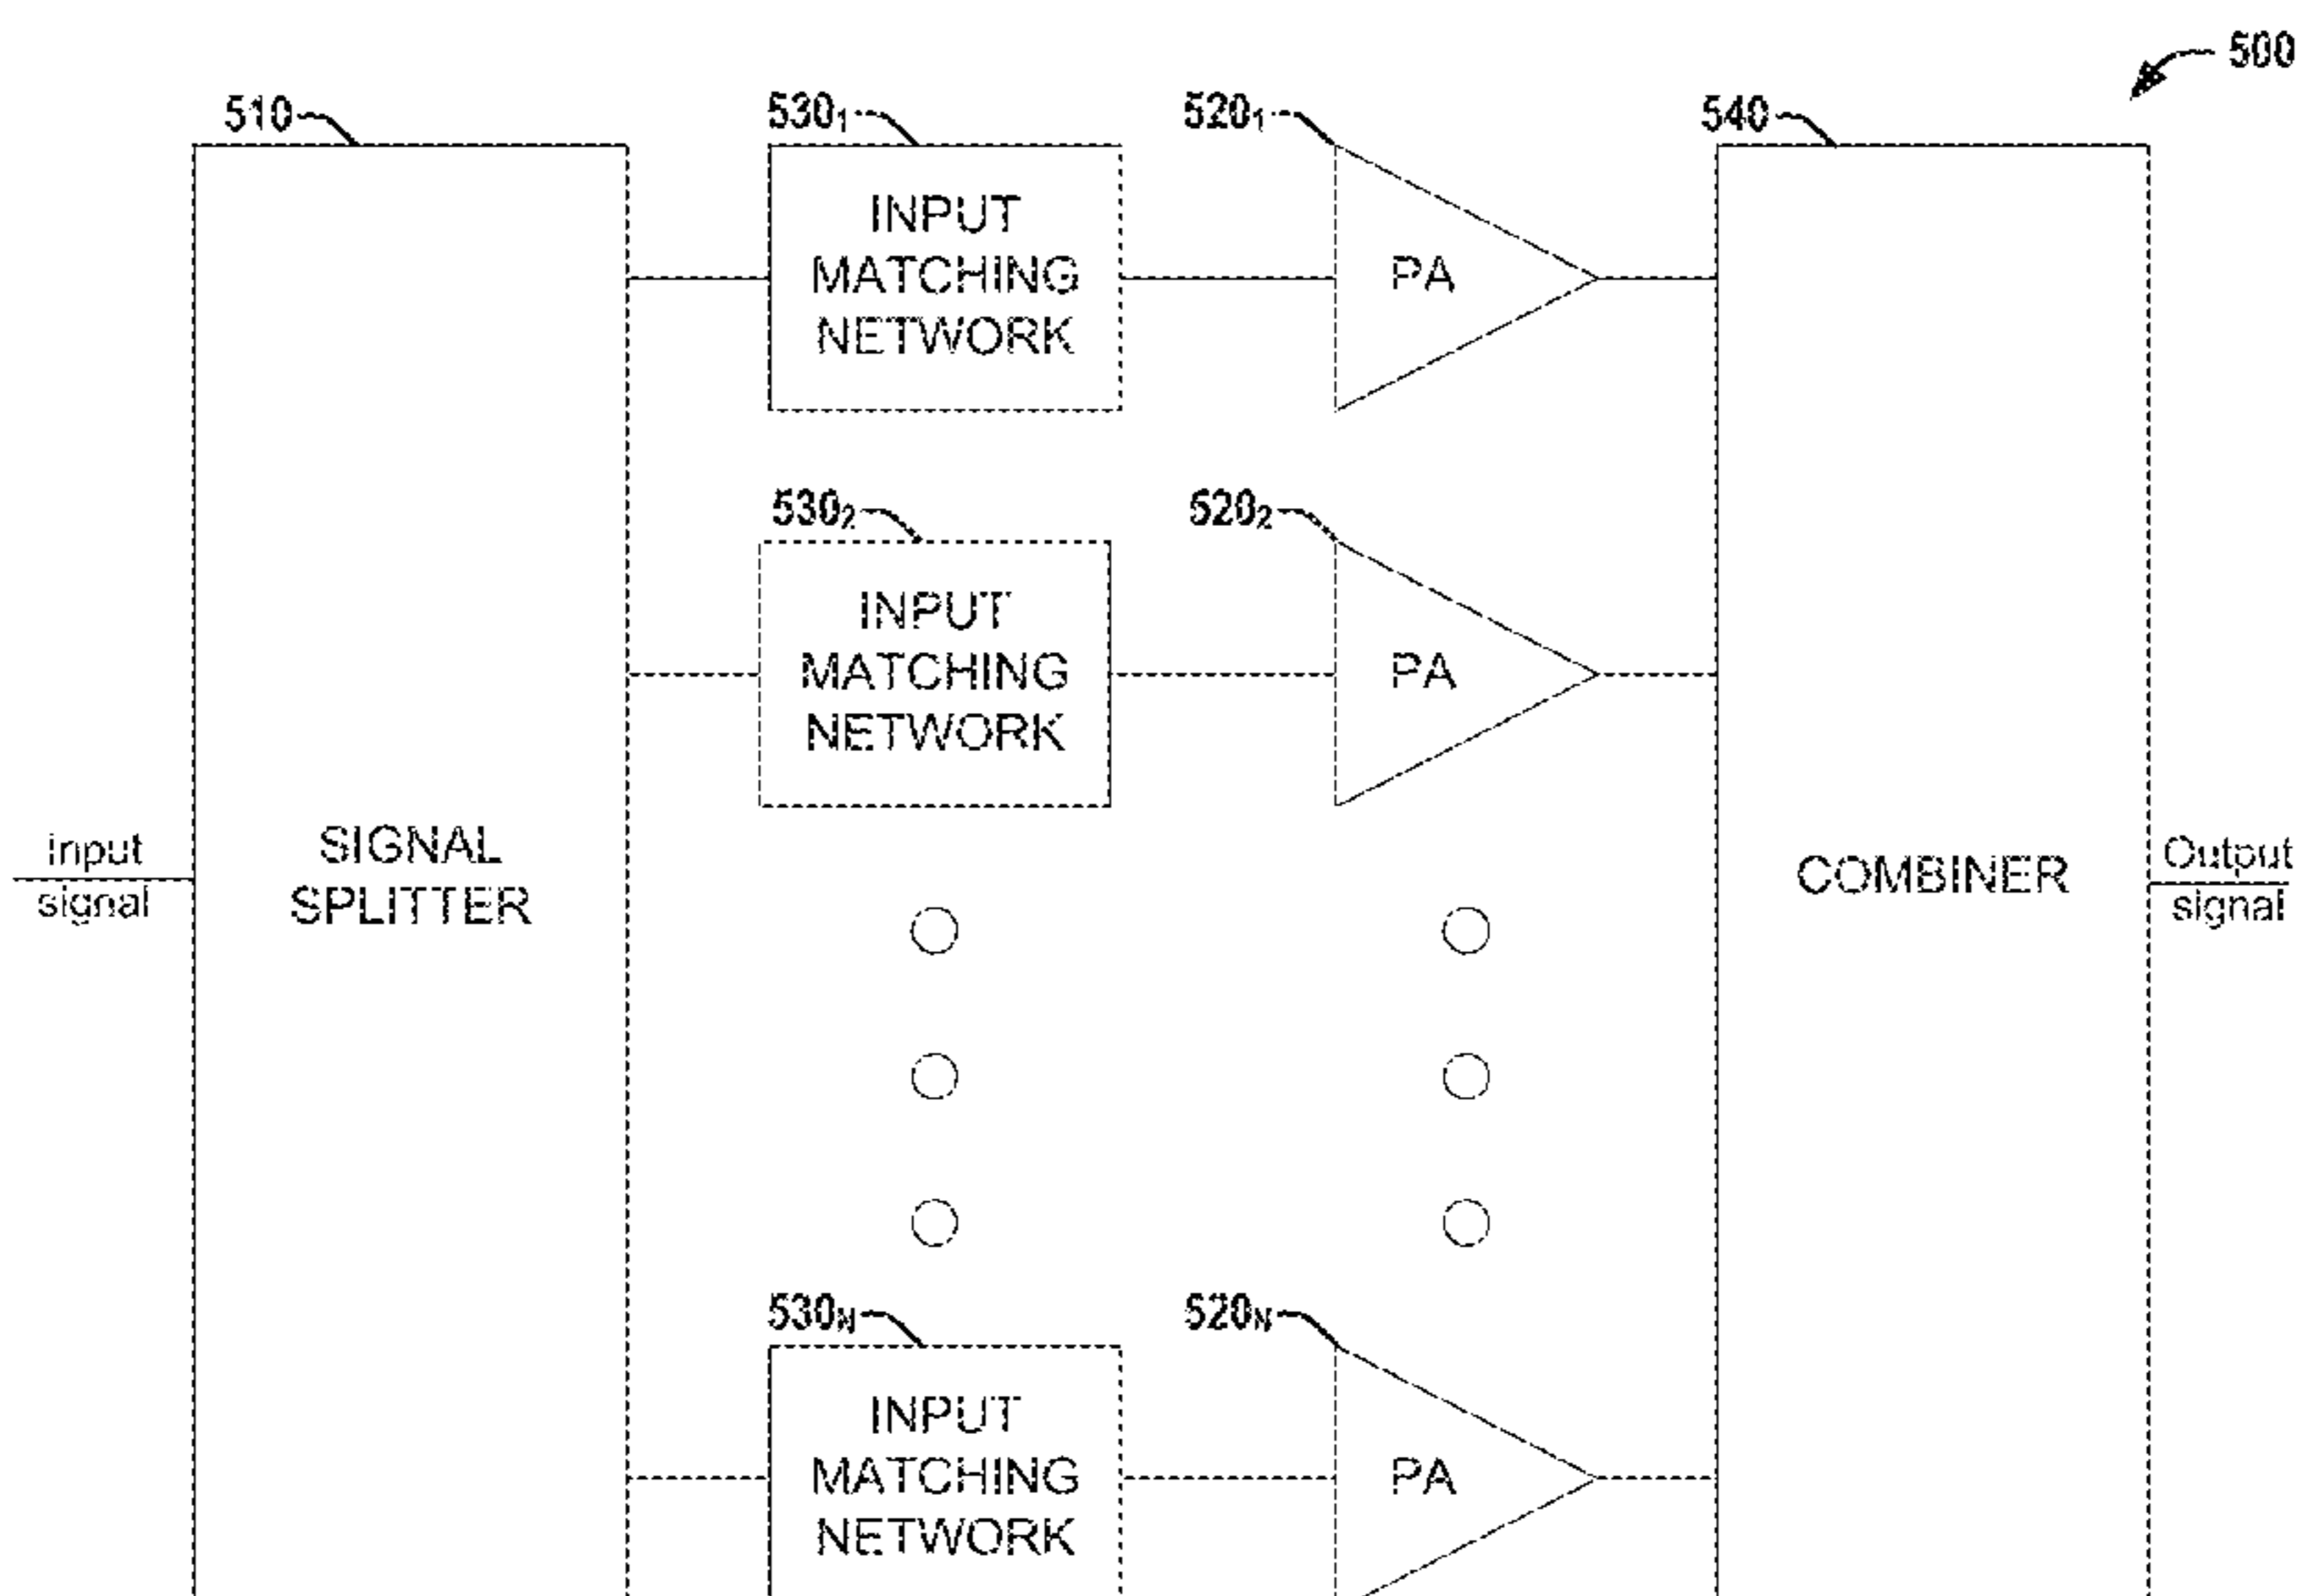 500
510
530₁
520₁
540
INPUT
MATCHING
NETWORK
PA
530₂
520₂
INPUT
MATCHING
NETWORK
PA
input
signal
SIGNAL
SPLITTER
COMBINER
Output
signal
530N
520N
INPUT
MATCHING
NETWORK
PA